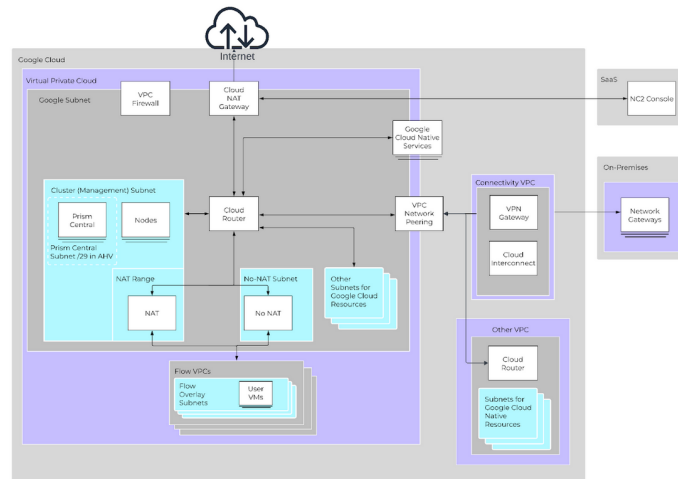 Internet
Google Cloud
Virtual Private Cloud
Google Subnet
VPC
Firewall
Cloud
NAT
Gateway
SaaS
NC2 Console
Google
Cloud Native
Services
On-Premises
Cluster (Management) Subnet
Prism
Central
Nodes
Prism Central
Subnet /29 in AHV
Cloud
Router
VPC
Network
Peering
Connectivity VPC
VPN
Gateway
Cloud
Interconnect
Network
Gateways
NAT Range
NAT
No-NAT Subnet
No NAT
Other
Subnets for
Google Cloud
Resources
Other VPC
Cloud
Router
Subnets for
Google Cloud
Native
Resources
Flow VPCs
Flow
Overlay
Subnets
User
VMs